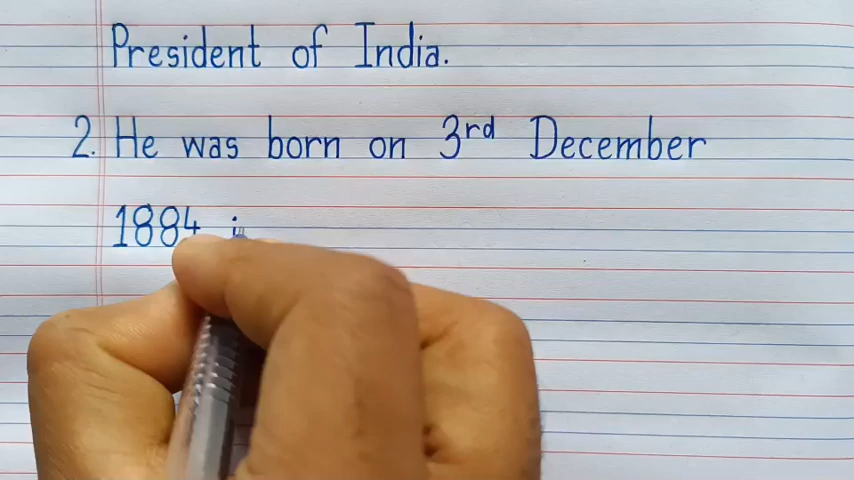 President of India.
2. He was born on 3rd December
1884 i